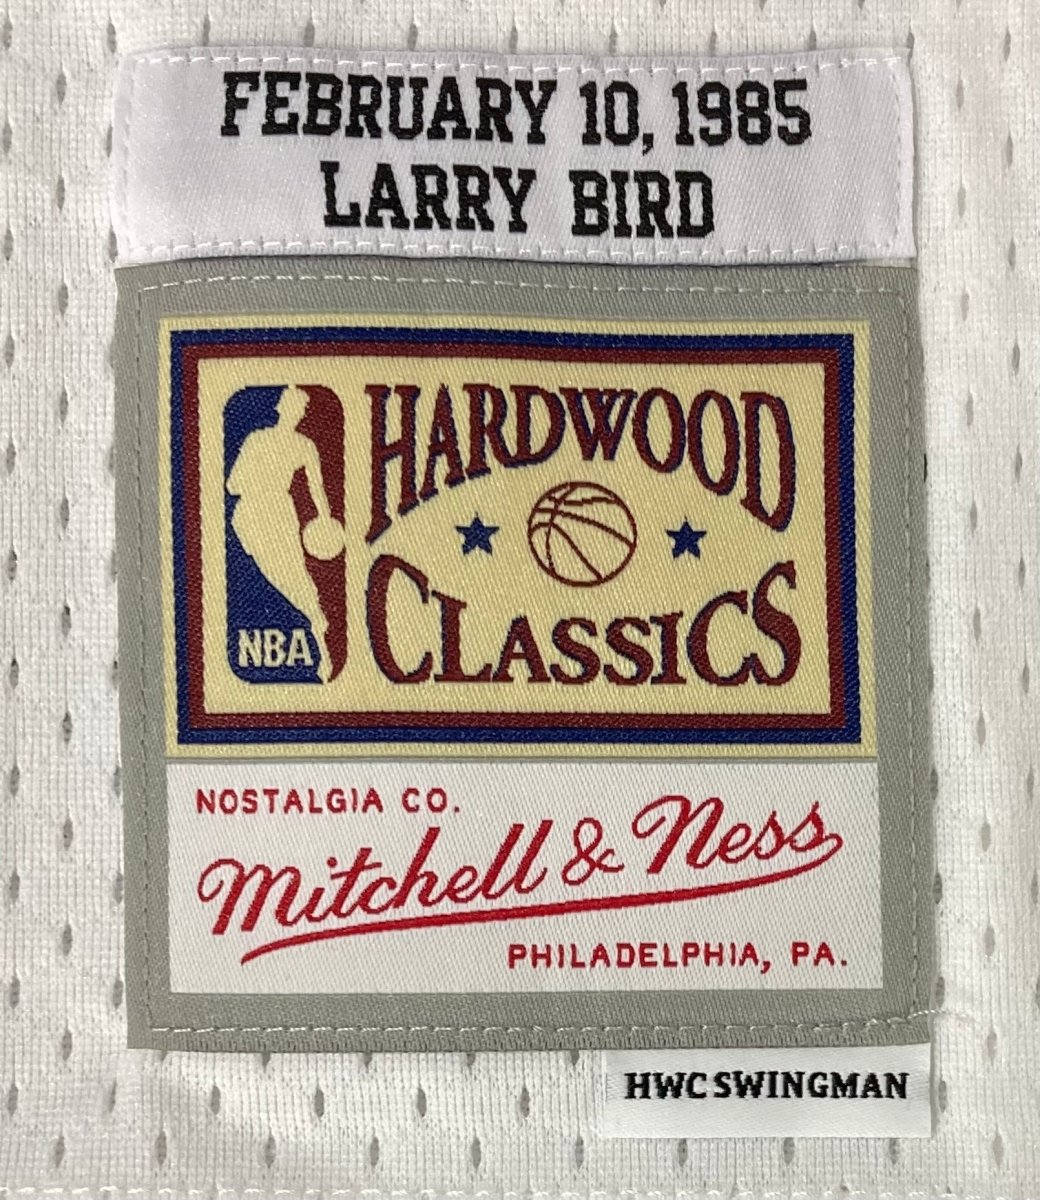 FEBRUARY 10, 1985
LARRY BIRD
HARDWOOD
CLASSICS
NBA
NOSTALGIA CO.
Mitchell & Ness
PHILADELPHIA, PA.
HWC SWINGMAN